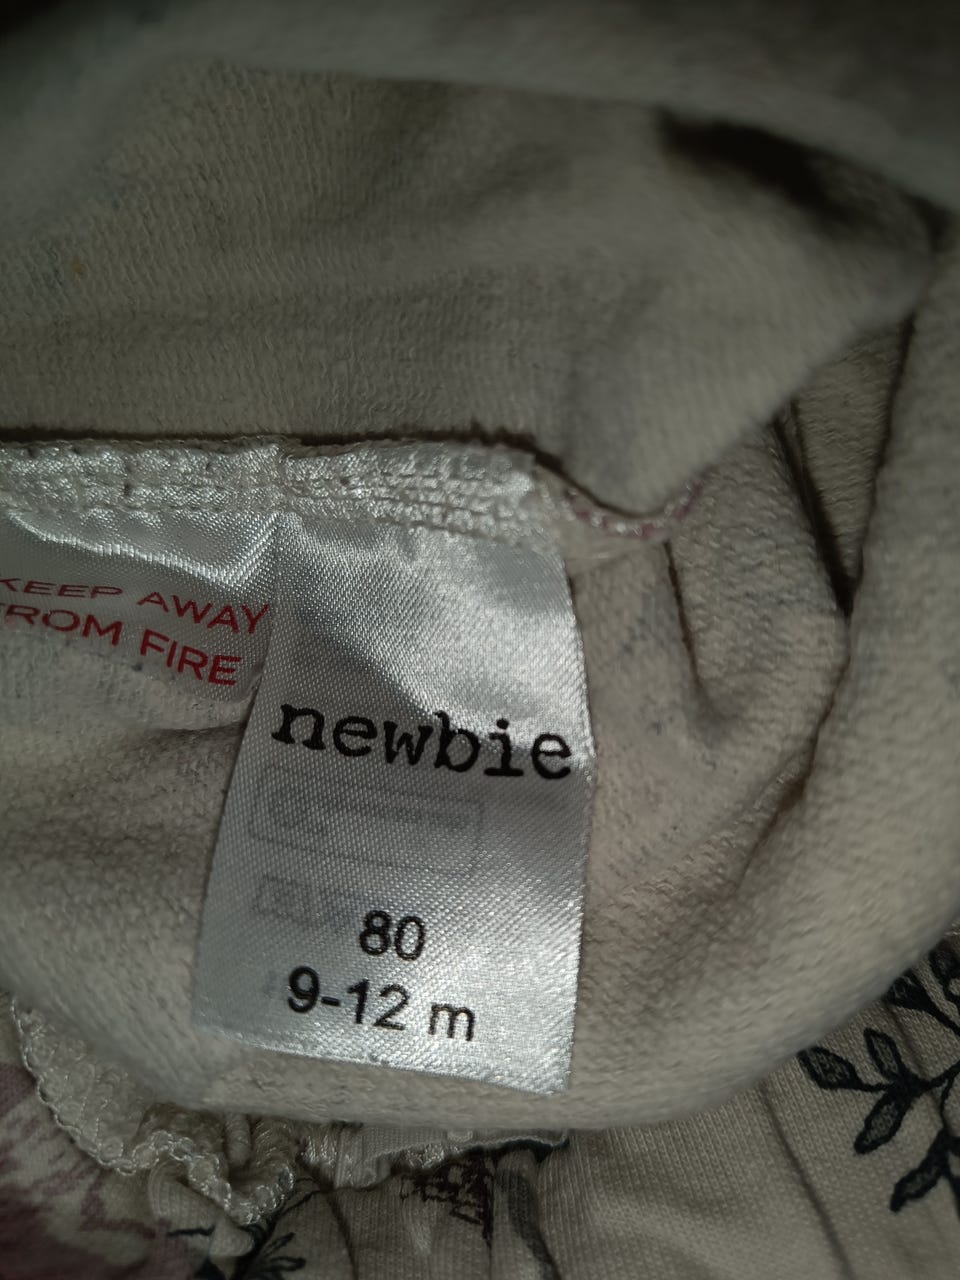 KEEP AWAY
FROM FIRE
newbie
80
9-12 m